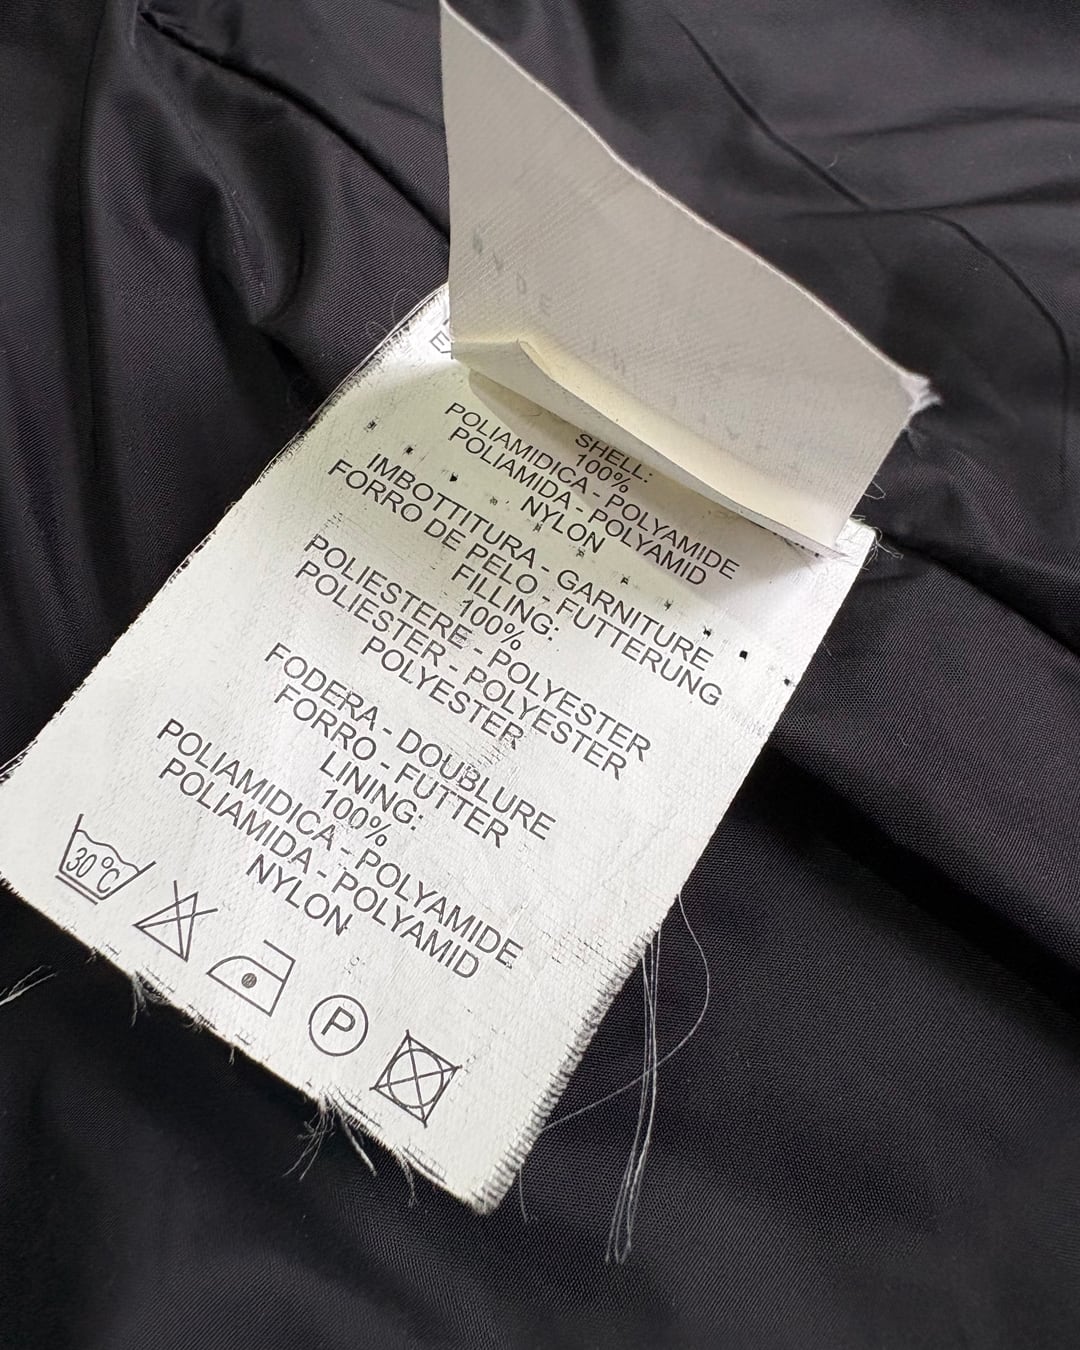 SHELL:
100%
POLIAMIDICA - POLYAMIDE
POLIAMIDA - POLYAMID
NYLON
IMBOTTITURA - GARNITURE
FORRO DE PELO - FUTTERUNG
FILLING:
100%
POLIESTERE - POLYESTER
POLIESTER - POLYESTER
POLYESTER
FODERA - DOUBLURE
FORRO - FUTTER
LINING:
100%
POLIAMIDICA - POLYAMIDE
POLIAMIDA - POLYAMID
NYLON
30°C
P